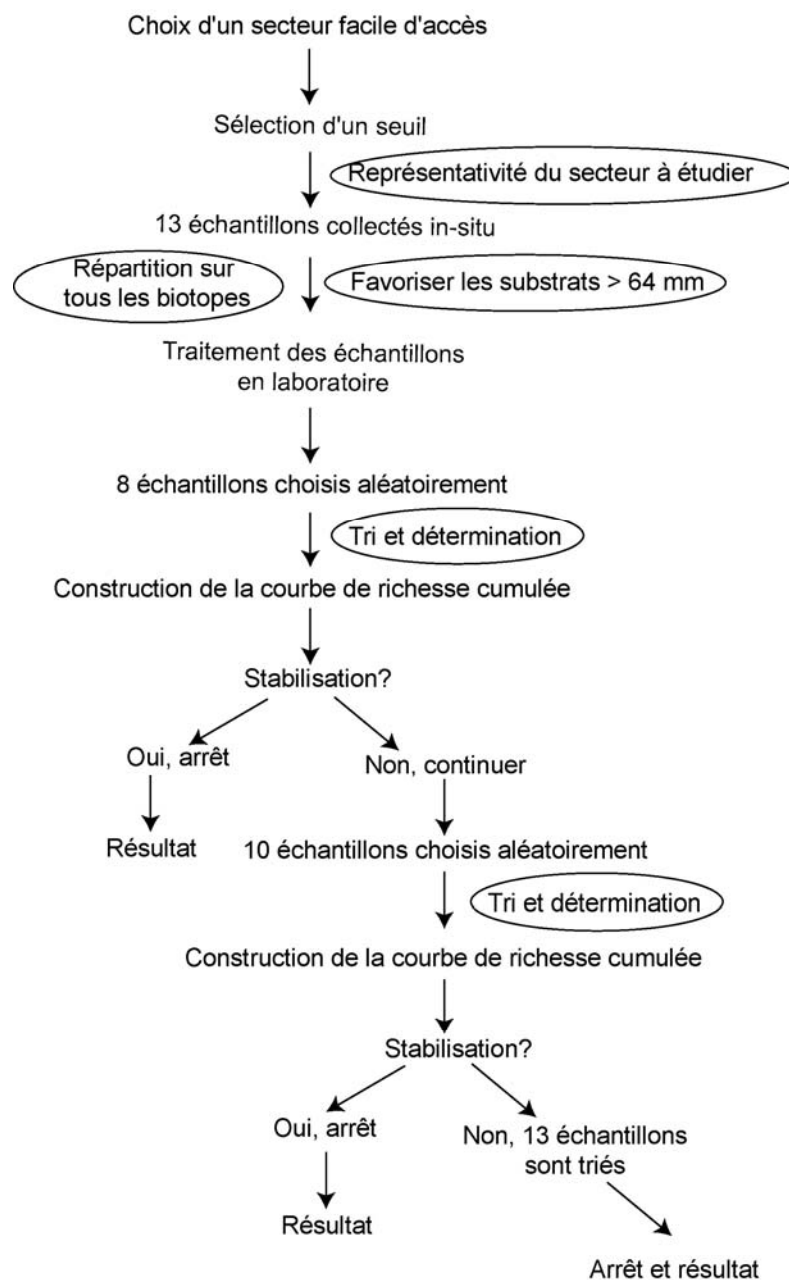 Choix d'un secteur facile d'accès
Sélection d'un seuil
Représentativité du secteur à étudier
13 échantillons collectés in-situ
Répartition sur
tous les biotopes
Favoriser les substrats > 64 mm
Traitement des échantillons
en laboratoire
8 échantillons choisis aléatoirement
Tri et détermination
Construction de la courbe de richesse cumulée
Stabilisation?
Oui, arrêt
Non, continuer
Résultat
10 échantillons choisis aléatoirement
Tri et détermination
Construction de la courbe de richesse cumulée
Stabilisation?
Oui, arrêt
Non, 13 échantillons
sont triés
Résultat
Arrêt et résultat